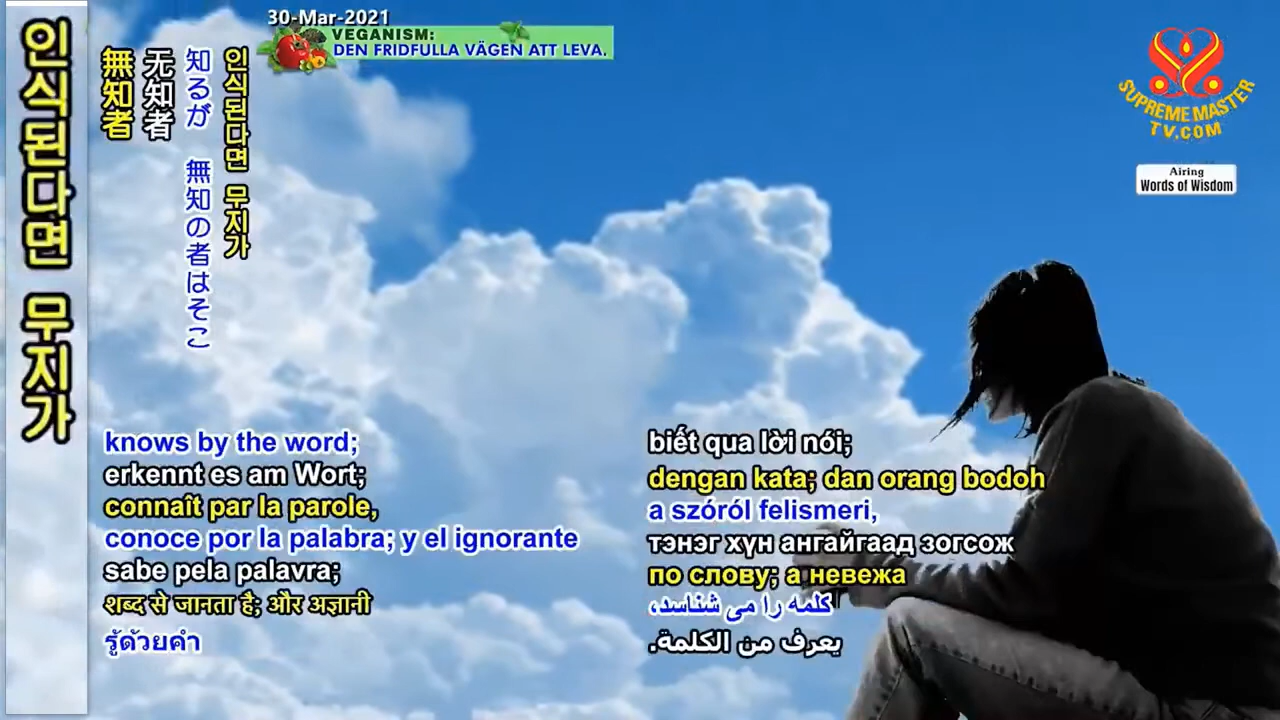 30-Mar-2021
VEGANISM:
DEN FRIDFULLA VÄGEN ATT LEVA.
SUPREME MASTER
TV.COM
Airing
Words of Wisdom
인식된다면 무지가
無知者
无知者
知るが 無知の者はそこ
인식된다면 무지가
knows by the word;
erkennt es am Wort;
connaît par la parole,
conoce por la palabra; y el ignorante
sabe pela palavra;
शब्द से जानता है; और अज्ञानी
รู้ด้วยคำ
biết qua lời nói;
dengan kata; dan orang bodoh
a szóról felismeri,
тэнэг хүн ангайгаад зогсож
по слову; а невежа
کلمه را می شناسد،
يعرف من الكلمة.